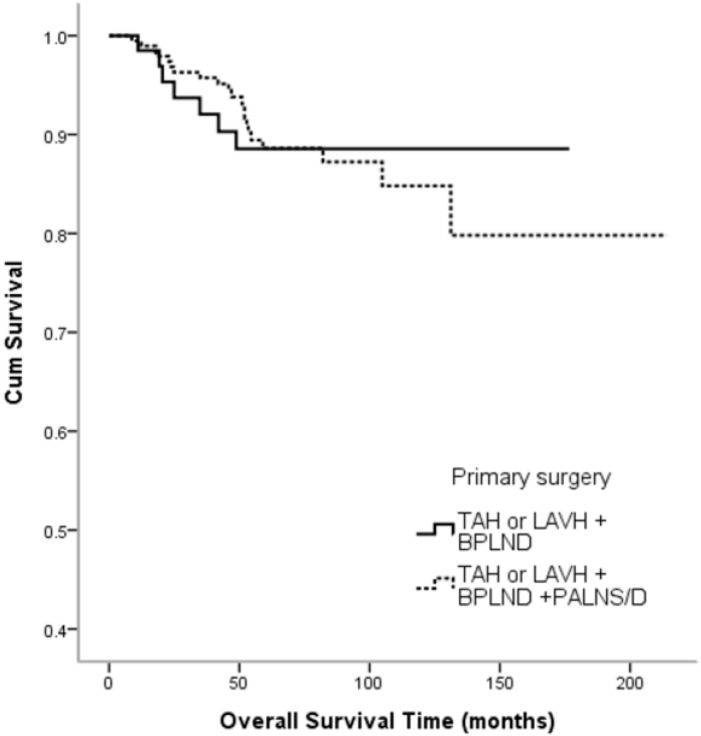 1.0
0.9
0.8
0.7
0.6
0.5
0.4
Cum Survival
Primary surgery
TAH or LAVH +
BPLND
TAH or LAVH +
BPLND +PALNS/D
0 50 100 150 200
Overall Survival Time (months)